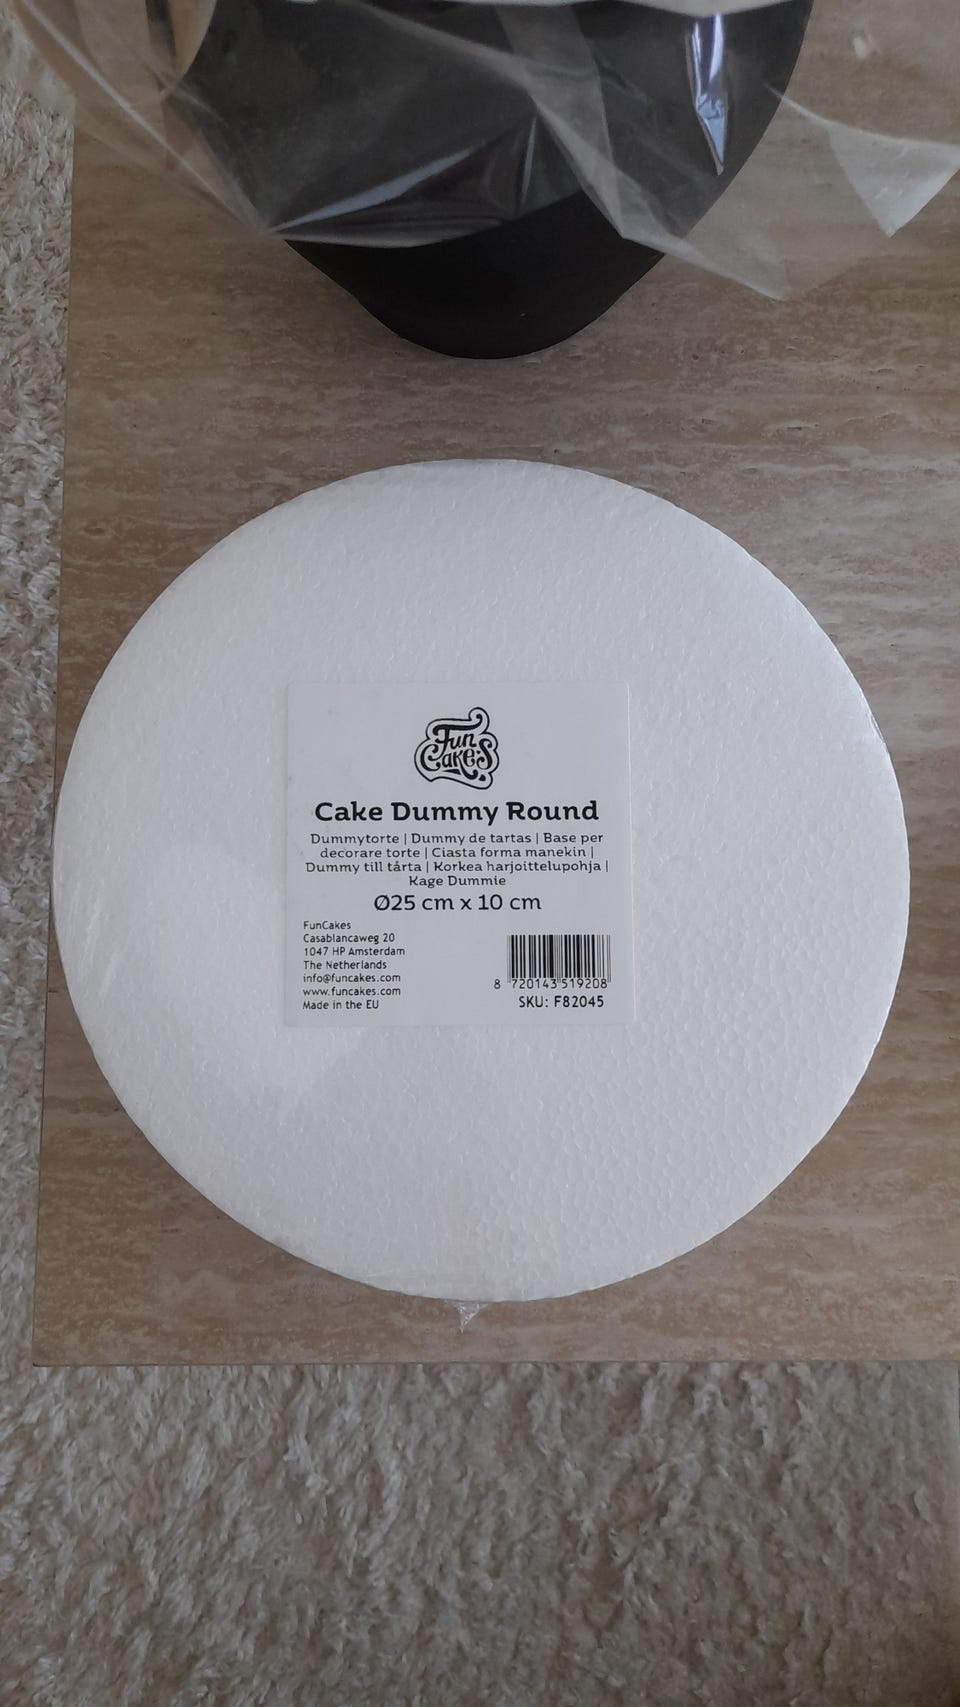 Fun
Cakes
Cake Dummy Round
Dummytorte | Dummy de tartas | Base per
decorare torte | Ciasta forma manekin |
Dummy till tårta | Korkea harjoittelupohja |
Kage Dummie
Ø25 cm x 10 cm
FunCakes
Casablancaweg 20
1047 HP Amsterdam
The Netherlands
info@funcakes.com
www.funcakes.com
Made in the EU
8 720143 519208
SKU: F82045